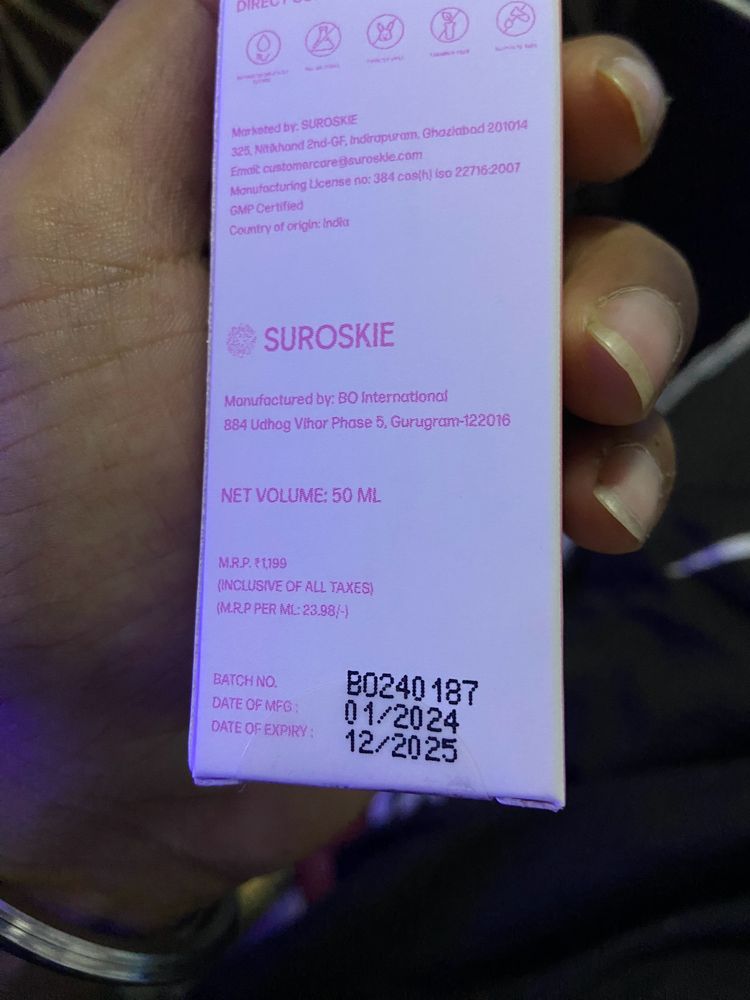 Marketed by: SUROSKIE
325, Nitikhand 2nd-GF, Indirapuram, Ghaziabad 201014
Email: customercare@suroskie.com
Manufacturing License no: 384 cos(h) iso 22716:2007
GMP Certified
Country of origin: India
SUROSKIE
Manufactured by: BO International
884 Udhog Vihar Phase 5, Gurugram-122016
NET VOLUME: 50 ML
M.R.P. ₹1,199
(INCLUSIVE OF ALL TAXES)
(M.R.P PER ML: 23.98/-)
BATCH NO. BO240187
DATE OF MFG : 01/2024
DATE OF EXPIRY : 12/2025